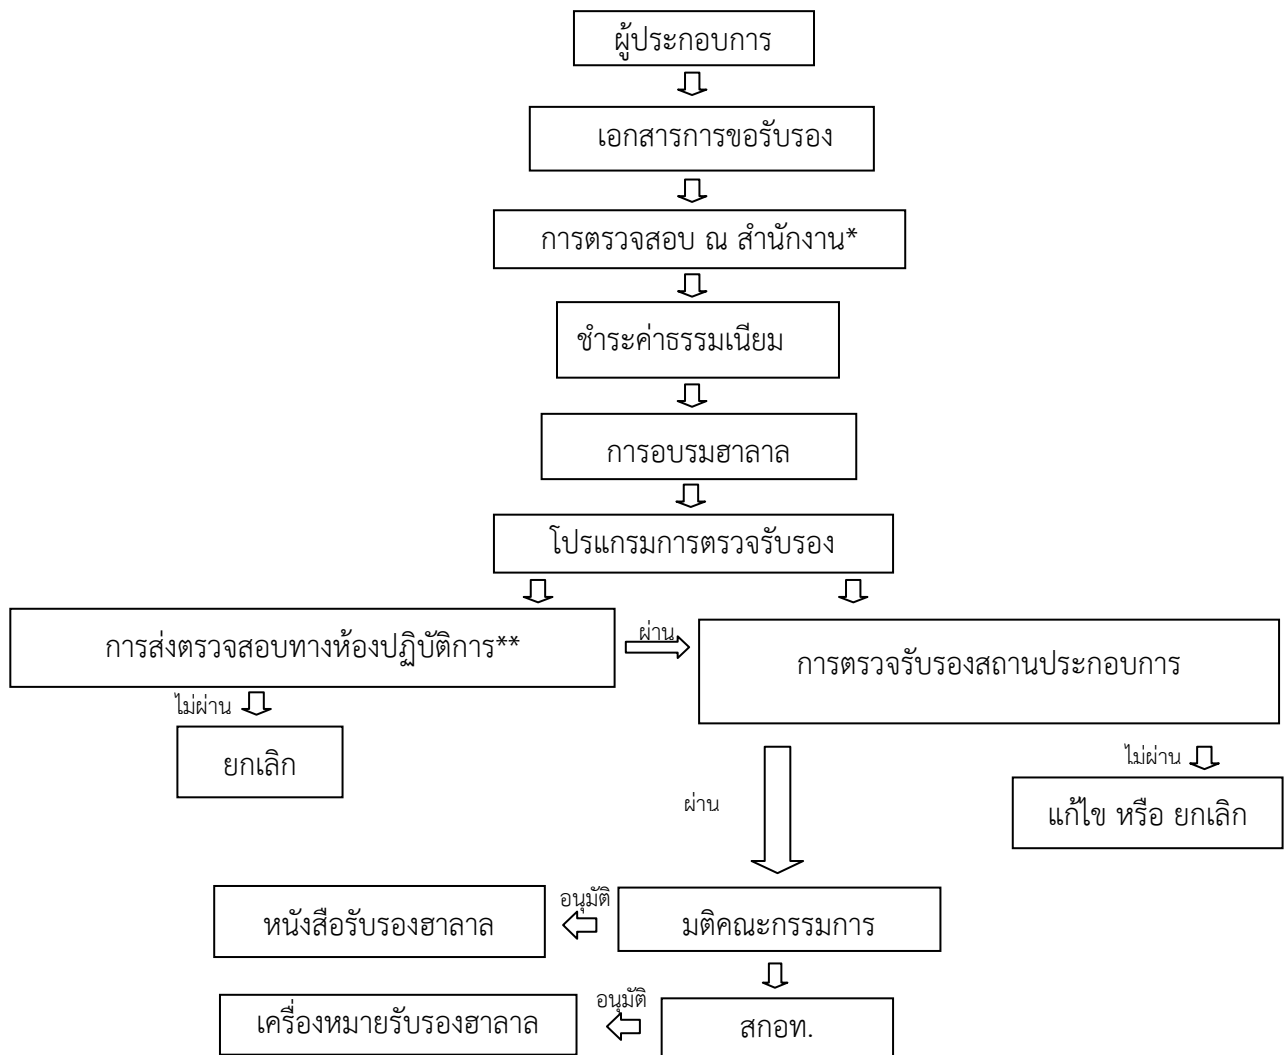 ผู้ประกอบการ
เอกสารการขอรับรอง
การตรวจสอบ ณ สำนักงาน*
ชำระค่าธรรมเนียม
การอบรมฮาลาล
โปรแกรมการตรวจรับรอง
การส่งตรวจสอบทางห้องปฏิบัติการ**
ผ่าน
การตรวจรับรองสถานประกอบการ
ไม่ผ่าน
ยกเลิก
ไม่ผ่าน
แก้ไข หรือ ยกเลิก
ผ่าน
หนังสือรับรองฮาลาล
อนุมัติ
มติคณะกรรมการ
เครื่องหมายรับรองฮาลาล
อนุมัติ
สกอท.